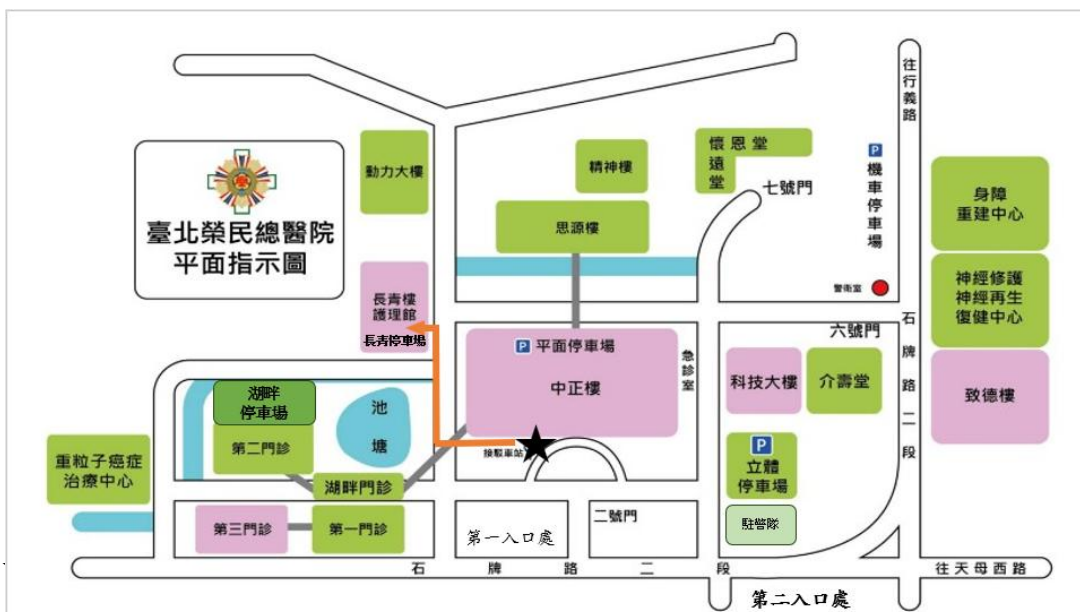 臺北榮民總醫院
平面指示圖
動力大樓
精神樓
懷恩堂
遠堂
七號門
往行義路
P
機車停車場
身障
重建中心
思源樓
長青樓
護理館
長青停車場
警衛室
神經修護
神經再生
復健中心
六號門
石牌路二段
P 平面停車場
中正樓
急診室
科技大樓
介壽堂
致德樓
湖畔
停車場
池塘
第二門診
接駁車站
P
立體
停車場
重粒子癌症
治療中心
湖畔門診
第三門診
第一門診
第一入口處
二號門
駐警隊
石牌路二段
往天母西路
第二入口處